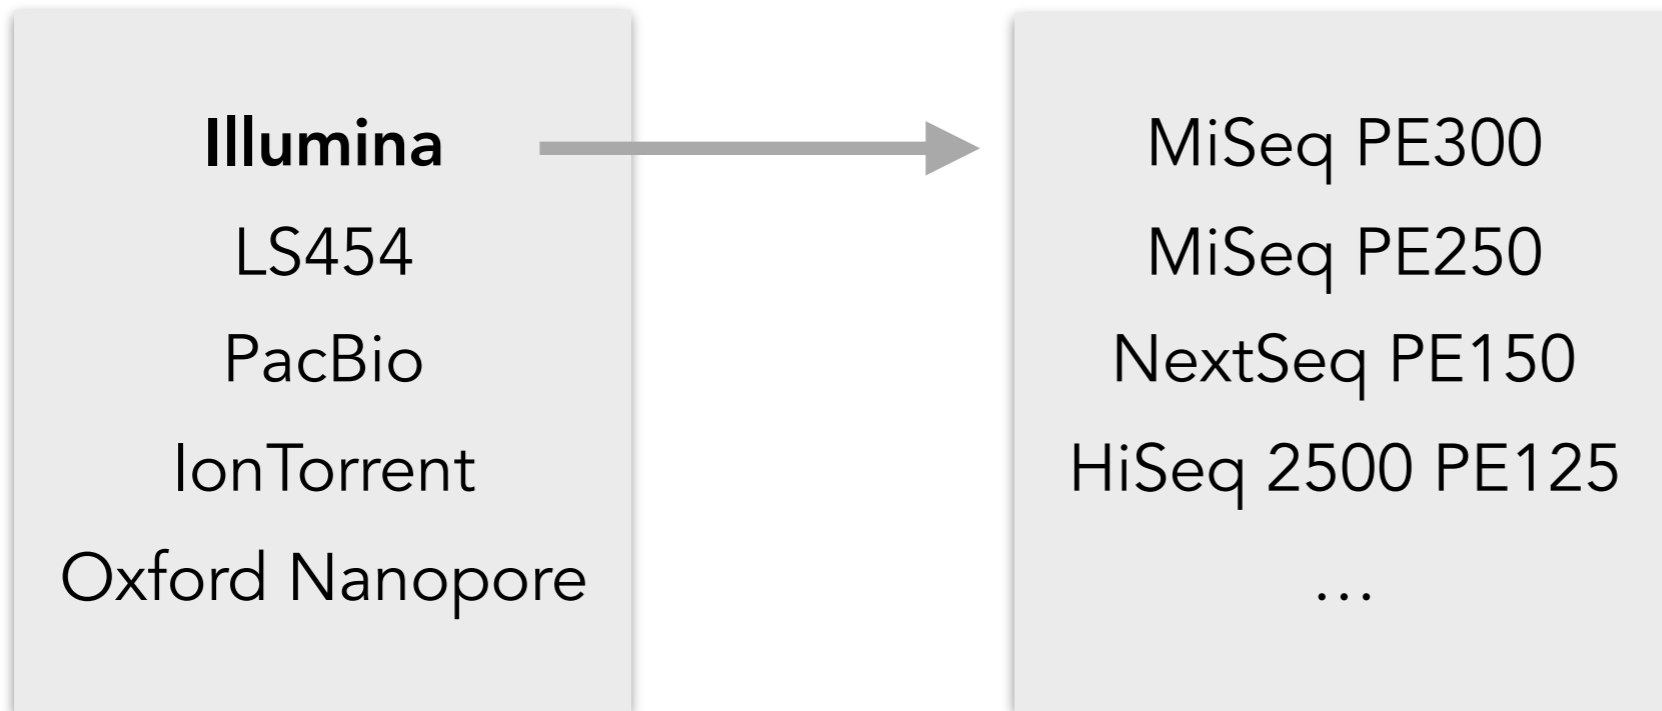 Illumina
LS454
PacBio
IonTorrent
Oxford Nanopore
MiSeq PE300
MiSeq PE250
NextSeq PE150
HiSeq 2500 PE125
…